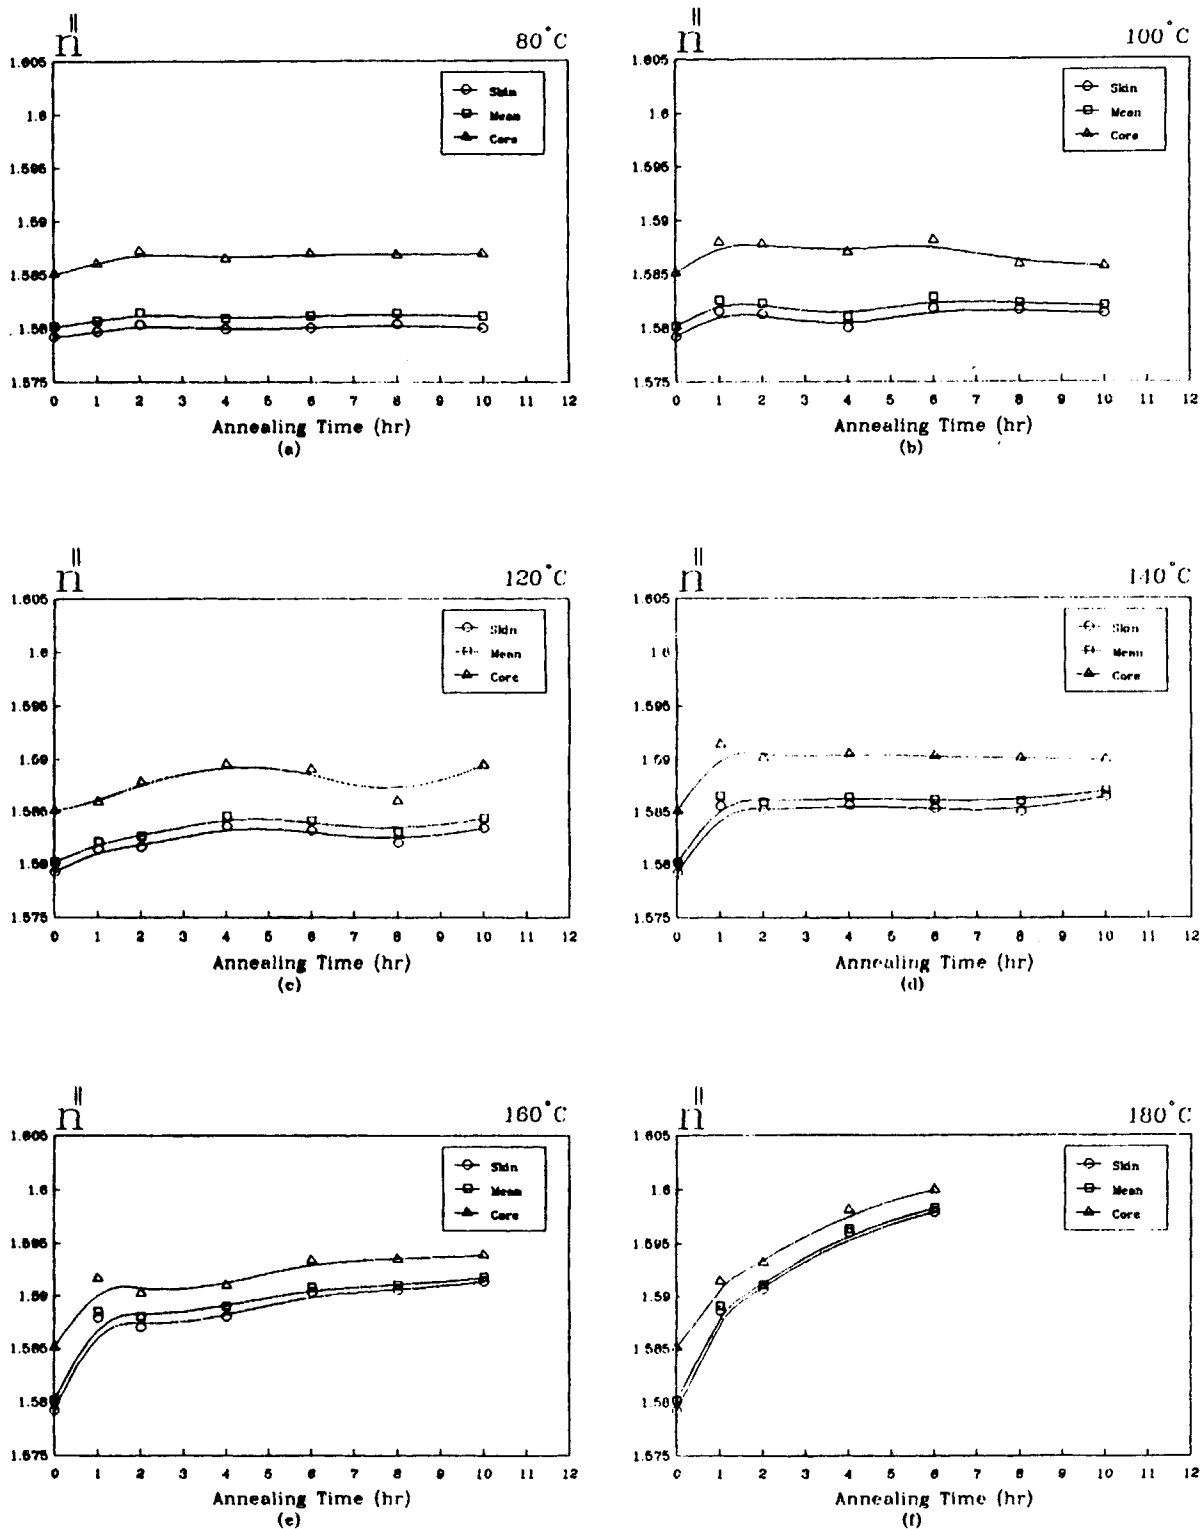 n||
80°C
1.605
1.6
1.595
1.59
1.585
1.58
1.575
Skin
Mean
Core
0 1 2 3 4 5 6 7 8 9 10 11 12
Annealing Time (hr)
(a)
n||
100°C
1.605
1.6
1.595
1.59
1.585
1.58
1.575
Skin
Mean
Core
0 1 2 3 4 5 6 7 8 9 10 11 12
Annealing Time (hr)
(b)
n||
120°C
1.605
1.6
1.595
1.59
1.585
1.58
1.575
Skin
Mean
Core
0 1 2 3 4 5 6 7 8 9 10 11 12
Annealing Time (hr)
(c)
n||
140°C
1.605
1.6
1.595
1.59
1.585
1.58
1.575
Skin
Mean
Core
0 1 2 3 4 5 6 7 8 9 10 11 12
Annealing Time (hr)
(d)
n||
160°C
1.605
1.6
1.595
1.59
1.585
1.58
1.575
Skin
Mean
Core
0 1 2 3 4 5 6 7 8 9 10 11 12
Annealing Time (hr)
(e)
n||
180°C
1.605
1.6
1.595
1.59
1.585
1.58
1.575
Skin
Mean
Core
0 1 2 3 4 5 6 7 8 9 10 11 12
Annealing Time (hr)
(f)